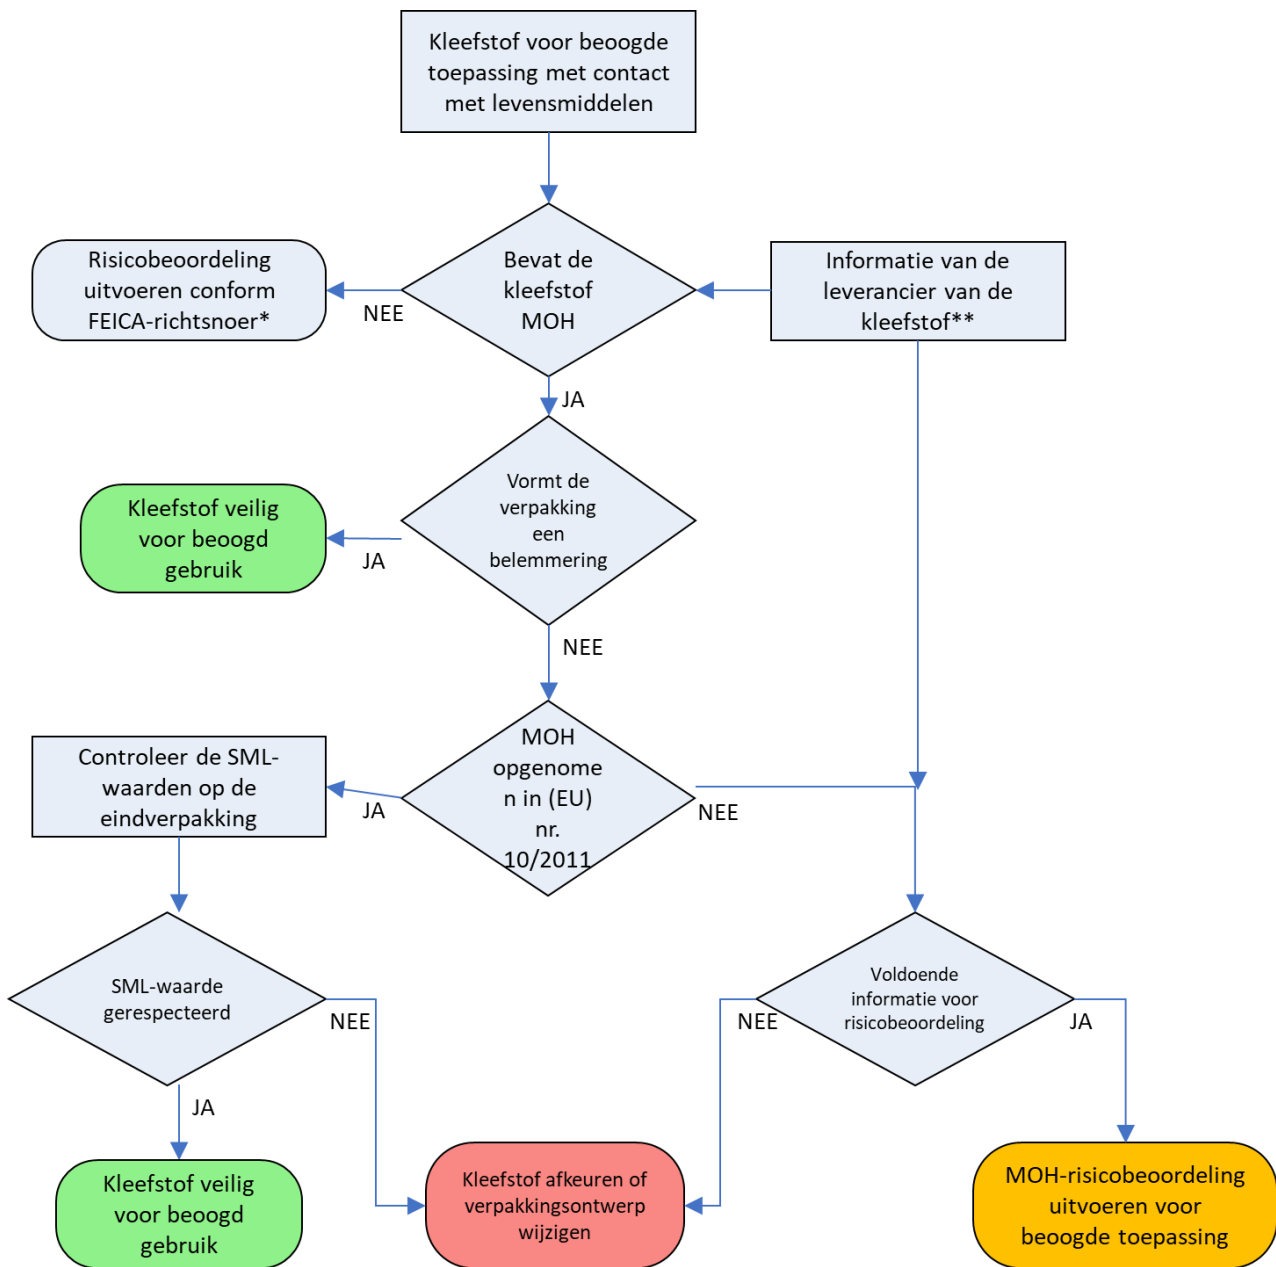 Kleefstof voor beoogde
toepassing met contact
met levensmiddelen
Risicobeoordeling
uitvoeren conform
FEICA-richtsnoer*
NEE
Bevat de
kleefstof
MOH
Informatie van de
leverancier van de
kleefstof**
JA
Kleefstof veilig
voor beoogd
gebruik
JA
Vormt de
verpakking
een
belemmering
NEE
Controleer de SML-
waarden op de
eindverpakking
JA
MOH
opgenome
n in (EU)
nr.
10/2011
NEE
SML-waarde
gerespecteerd
NEE
NEE
Voldoende
informatie voor
risicobeoordeling
JA
JA
Kleefstof veilig
voor beoogd
gebruik
Kleefstof afkeuren of
verpakkingsontwerp
wijzigen
MOH-risicobeoordeling
uitvoeren voor
beoogde toepassing